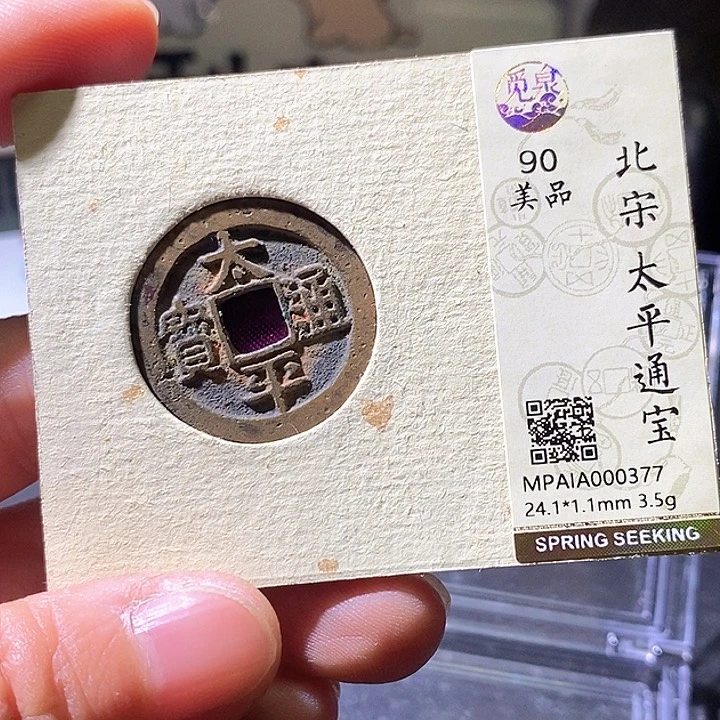 太平通寶
觅泉
90
美品
北宋 太平通宝
MPAIA000377
24.1*1.1mm 3.5g
SPRING SEEKING